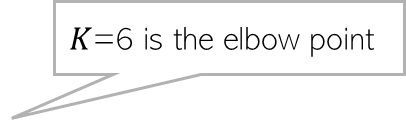 K=6 is the elbow point